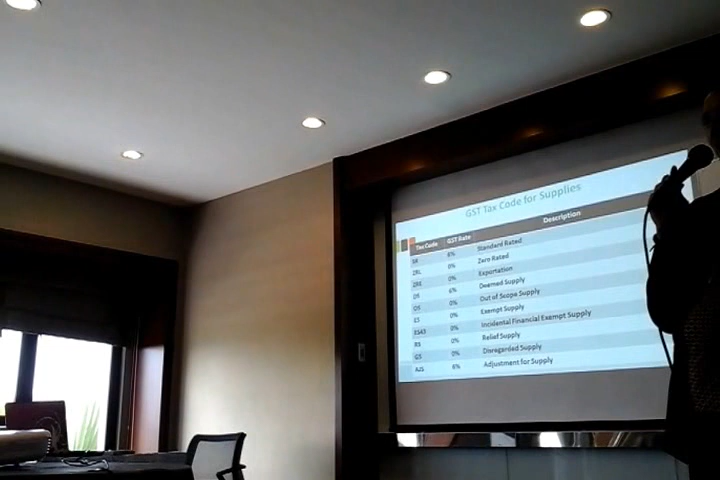 GST Tax Code for Supplies
Tax Code GST Rate Description
SR 6% Standard Rated
ZRL 0% Zero Rated
ZRE 0% Exportation
DS 6% Deemed Supply
OS 0% Out of Scope Supply
ES 0% Exempt Supply
ES43 0% Incidental Financial Exempt Supply
RS 0% Relief Supply
GS 0% Disregarded Supply
AJS 6% Adjustment for Supply